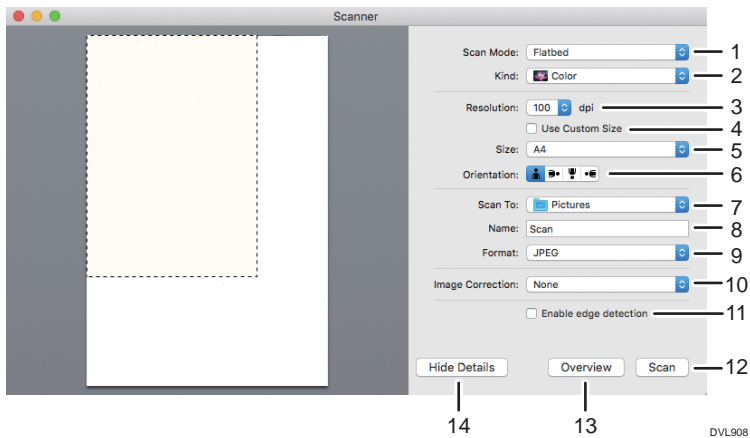 Scanner
Scan Mode: Flatbed 1
Kind: Color 2
Resolution: 100 dpi 3
Use Custom Size 4
Size: A4 5
Orientation: 6
Scan To: Pictures 7
Name: Scan 8
Format: JPEG 9
Image Correction: None 10
Enable edge detection 11
Hide Details Overview Scan 12
14 13
DVL908